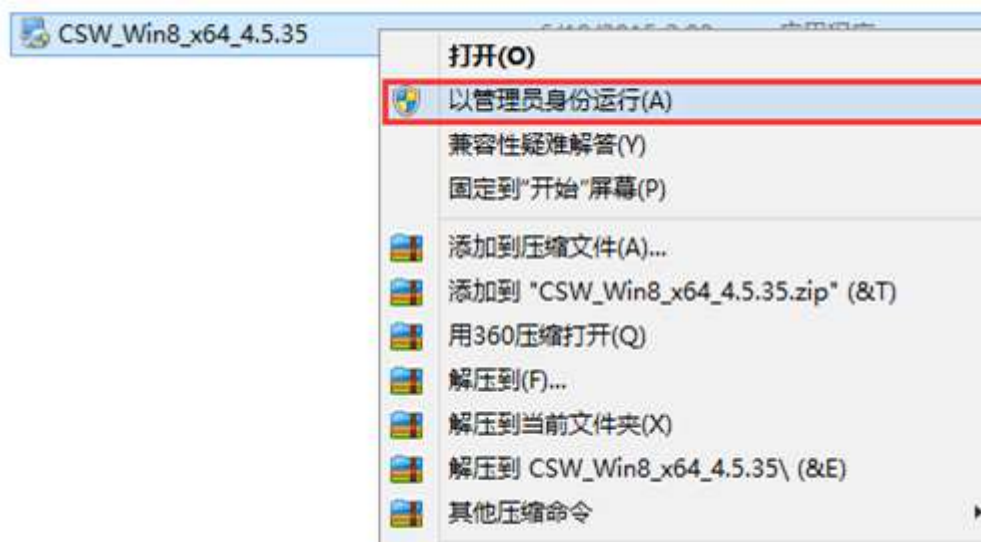 CSW_Win8_x64_4.5.35
打开(O)
以管理员身份运行(A)
兼容性疑难解答(Y)
固定到"开始"屏幕(P)
添加到压缩文件(A)...
添加到 "CSW_Win8_x64_4.5.35.zip" (&T)
用360压缩打开(Q)
解压到(F)...
解压到当前文件夹(X)
解压到 CSW_Win8_x64_4.5.35\ (&E)
其他压缩命令